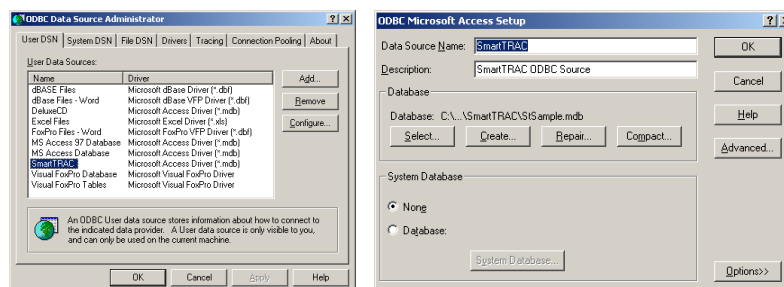 ODBC Data Source Administrator
User DSN System DSN File DSN Drivers Tracing Connection Pooling About
User Data Sources:
Name Driver
dBASE Files Microsoft dBase Driver (*.dbf)
dBase Files - Word Microsoft dBase VFP Driver (*.dbf)
DeluxeCD Microsoft Access Driver (*.mdb)
Excel Files Microsoft Excel Driver (*.xls)
FoxPro Files - Word Microsoft FoxPro VFP Driver (*.dbf)
MS Access 97 Database Microsoft Access Driver (*.mdb)
MS Access Database Microsoft Access Driver (*.mdb)
SmartTRAC Microsoft Access Driver (*.mdb)
Visual FoxPro Database Microsoft Visual FoxPro Driver
Visual FoxPro Tables Microsoft Visual FoxPro Driver
Add...
Remove
Configure...
An ODBC User data source stores information about how to connect to
the indicated data provider. A User data source is only visible to you,
and can only be used on the current machine.
OK Cancel Apply Help
ODBC Microsoft Access Setup
Data Source Name: SmartTRAC
Description: SmartTRAC ODBC Source
Database
Database: C:\...\SmartTRAC\StSample.mdb
Select... Create... Repair... Compact...
System Database
None
Database:
System Database...
OK
Cancel
Help
Advanced...
Options>>